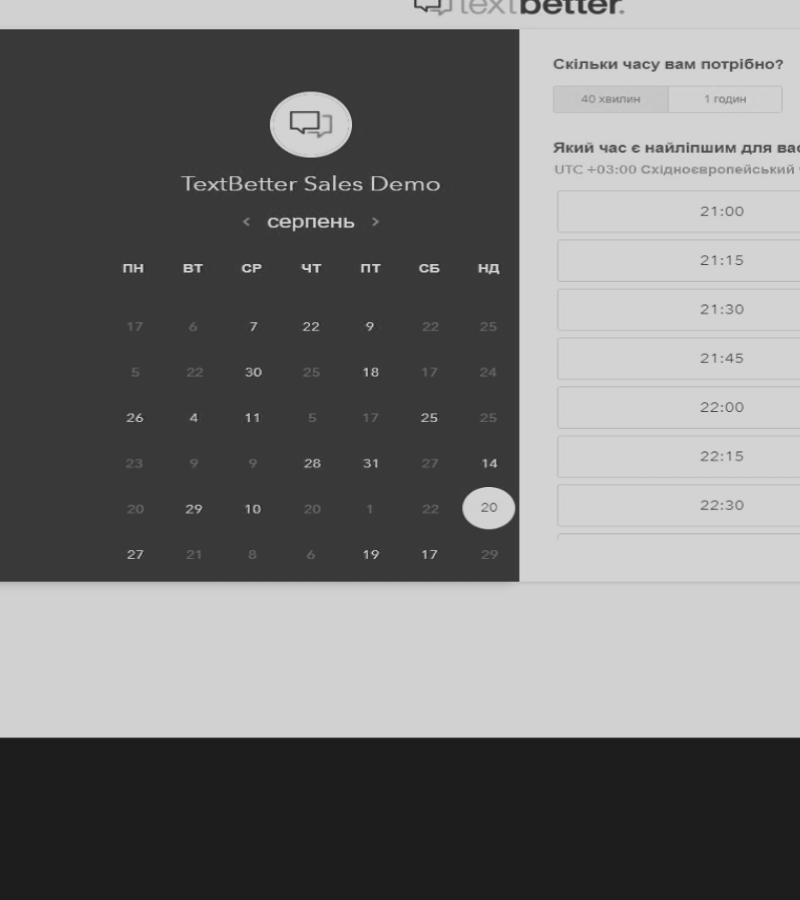 textbetter.
TextBetter Sales Demo
< серпень >
ПН ВТ СР ЧТ ПТ СБ НД
17 6 7 22 9 22 25
5 22 30 25 18 17 24
26 4 11 5 17 25 25
23 9 9 28 31 27 14
20 29 10 20 1 22 20
27 21 8 6 19 17 29
Скільки часу вам потрібно?
40 хвилин 1 годин
Який час є найліпшим для вас
UTC +03:00 Східноєвропейський
21:00
21:15
21:30
21:45
22:00
22:15
22:30